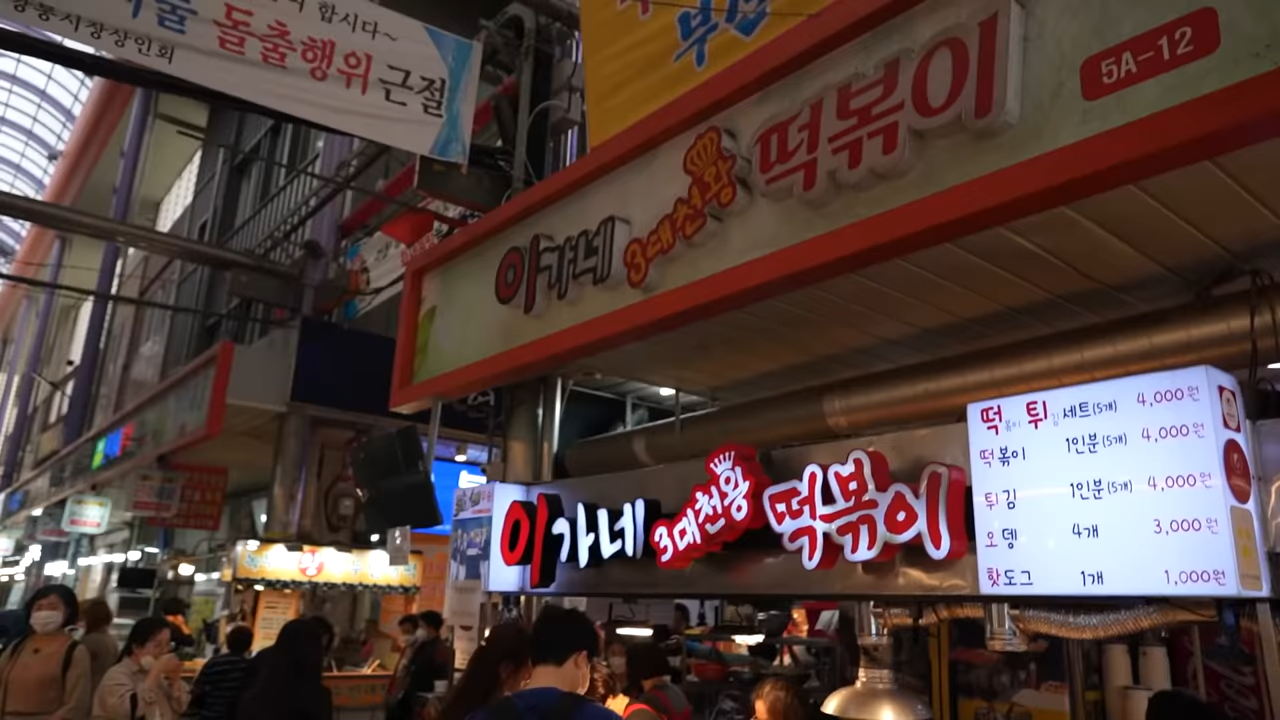 합시다~
돌출행위 근절
시장상인회
부산
이가네 3대천왕 떡볶이
5A-12
이가네 3대천왕 떡볶이
떡볶이 튀김세트(5개) 4,000원
떡볶이 1인분(5개) 4,000원
튀김 1인분(5개) 4,000원
오뎅 4개 3,000원
핫도그 1개 1,000원